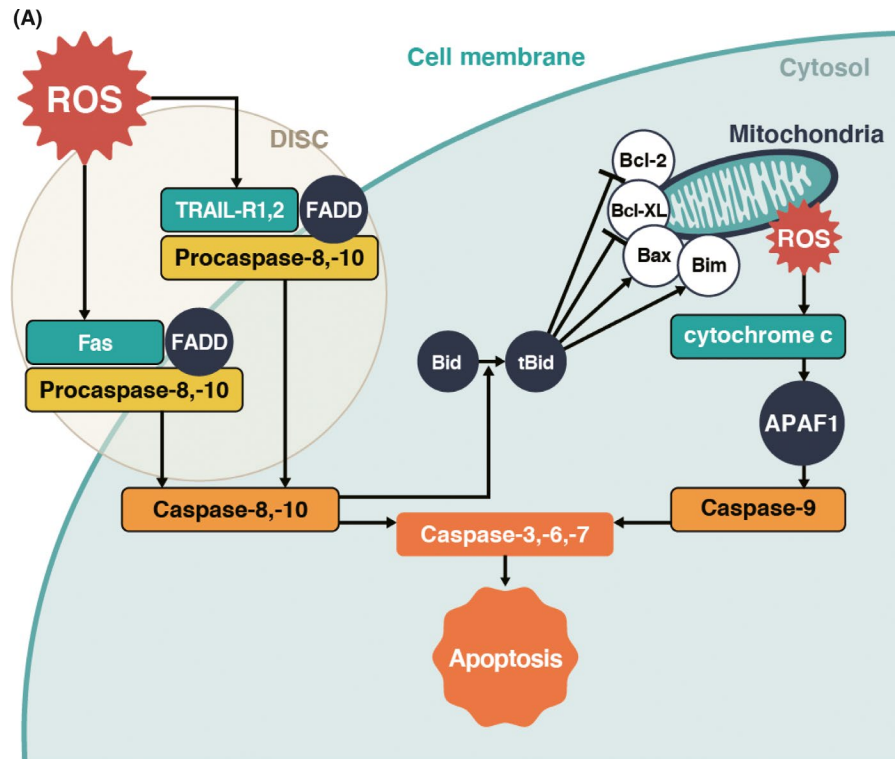 (A)
ROS
Cell membrane
Cytosol
DISC
Mitochondria
Bcl-2
TRAIL-R1,2
FADD
Bcl-XL
ROS
Procaspase-8,-10
Bax
Bim
Fas
FADD
cytochrome c
Bid
tBid
Procaspase-8,-10
APAF1
Caspase-8,-10
Caspase-9
Caspase-3,-6,-7
Apoptosis